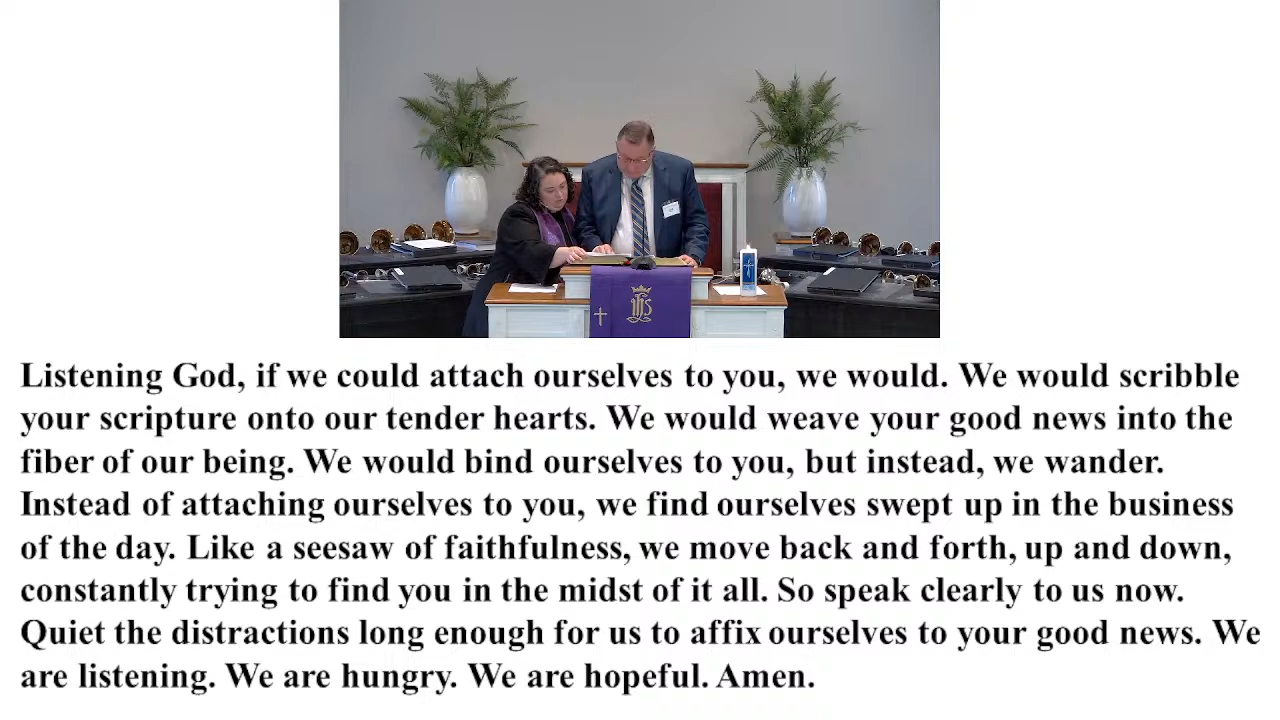 IHS
Listening God, if we could attach ourselves to you, we would. We would scribble
your scripture onto our tender hearts. We would weave your good news into the
fiber of our being. We would bind ourselves to you, but instead, we wander.
Instead of attaching ourselves to you, we find ourselves swept up in the business
of the day. Like a seesaw of faithfulness, we move back and forth, up and down,
constantly trying to find you in the midst of it all. So speak clearly to us now.
Quiet the distractions long enough for us to affix ourselves to your good news. We
are listening. We are hungry. We are hopeful. Amen.